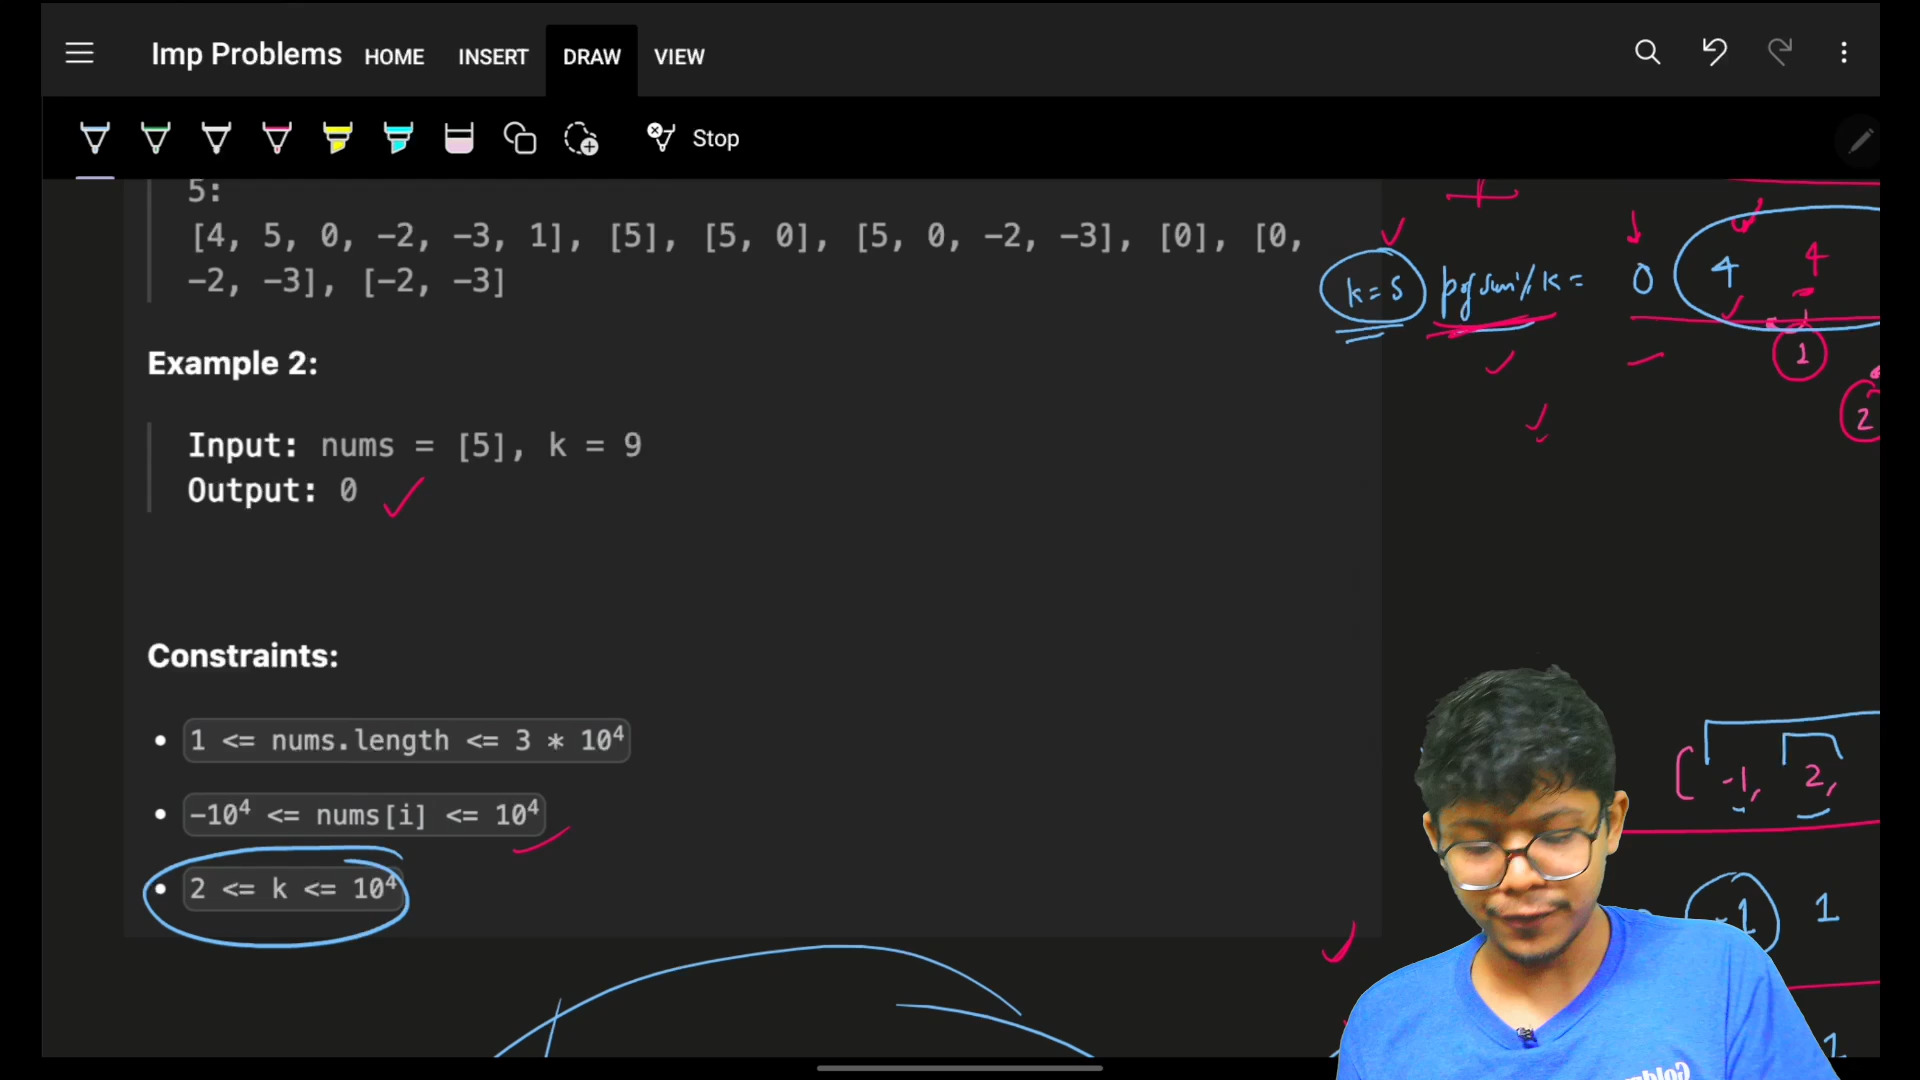 Imp Problems HOME INSERT DRAW VIEW
Stop
5:
[4, 5, 0, -2, -3, 1], [5], [5, 0], [5, 0, -2, -3], [0], [0,
-2, -3], [-2, -3]
k=5 % k = 0 4 4
1
2
Example 2:
Input: nums = [5], k = 9
Output: 0
Constraints:
1 <= nums.length <= 3 * 10⁴
[ -1, 2,
-10⁴ <= nums[i] <= 10⁴
2 <= k <= 10⁴
-1 1
1